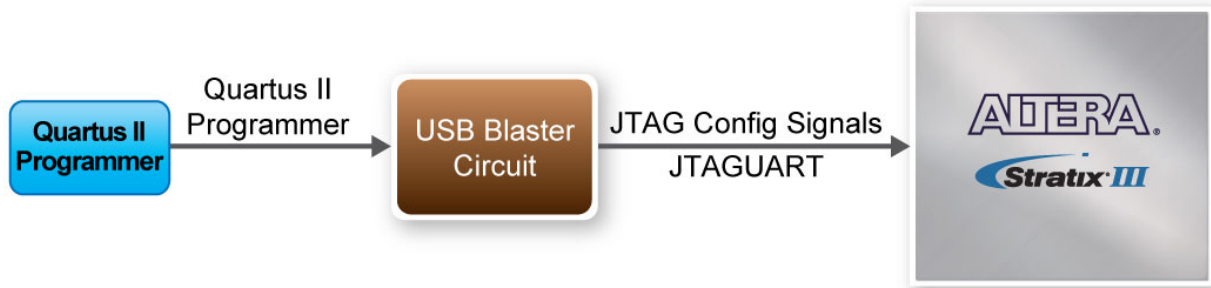 Quartus II
Programmer
Quartus II
Programmer
USB Blaster
Circuit
JTAG Config Signals
JTAGUART
ALTERA.
Stratix III